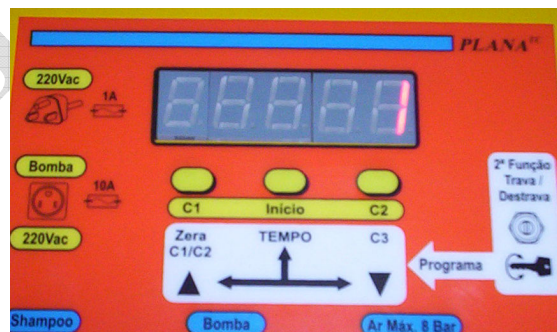 PLANA TC
220Vac
1A
1
Bomba
10A
220Vac
C1
Início
C2
2ª Função
Trava /
Destrava
Zera
C1/C2
TEMPO
C3
Programa
Shampoo
Bomba
Ar Máx. 8 Bar